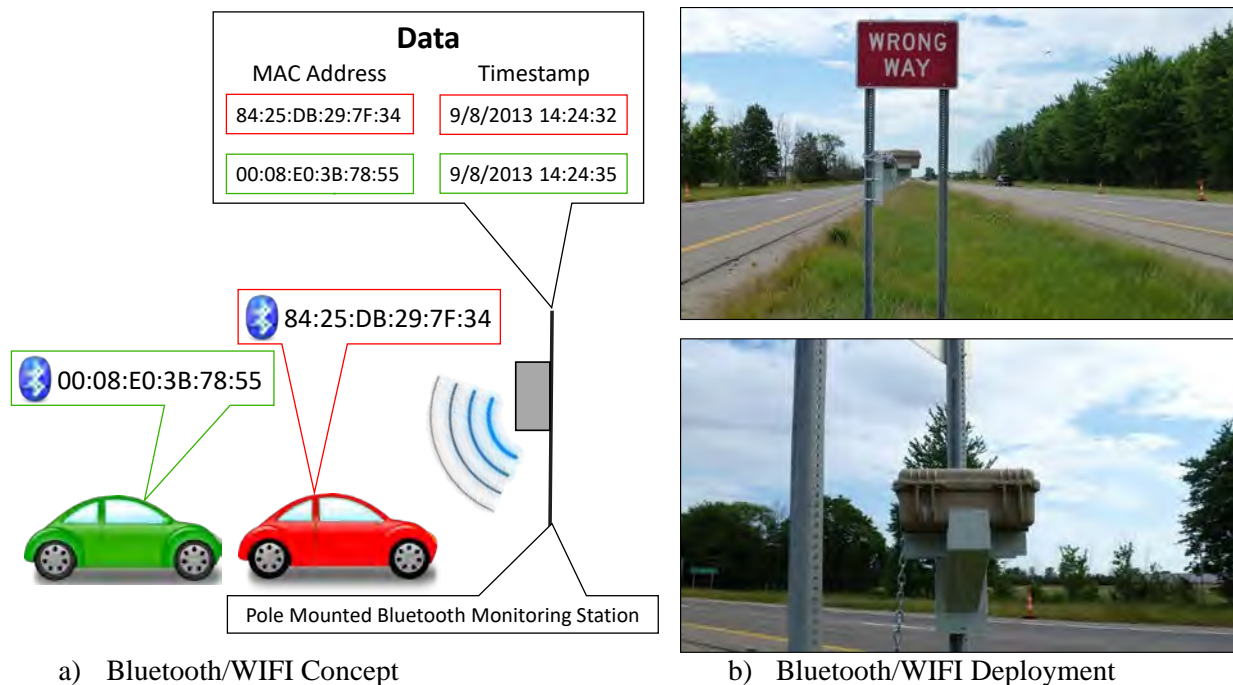 Data
MAC Address Timestamp
84:25:DB:29:7F:34 9/8/2013 14:24:32
00:08:E0:3B:78:55 9/8/2013 14:24:35
84:25:DB:29:7F:34
00:08:E0:3B:78:55
Pole Mounted Bluetooth Monitoring Station
a) Bluetooth/WIFI Concept
WRONG
WAY
b) Bluetooth/WIFI Deployment